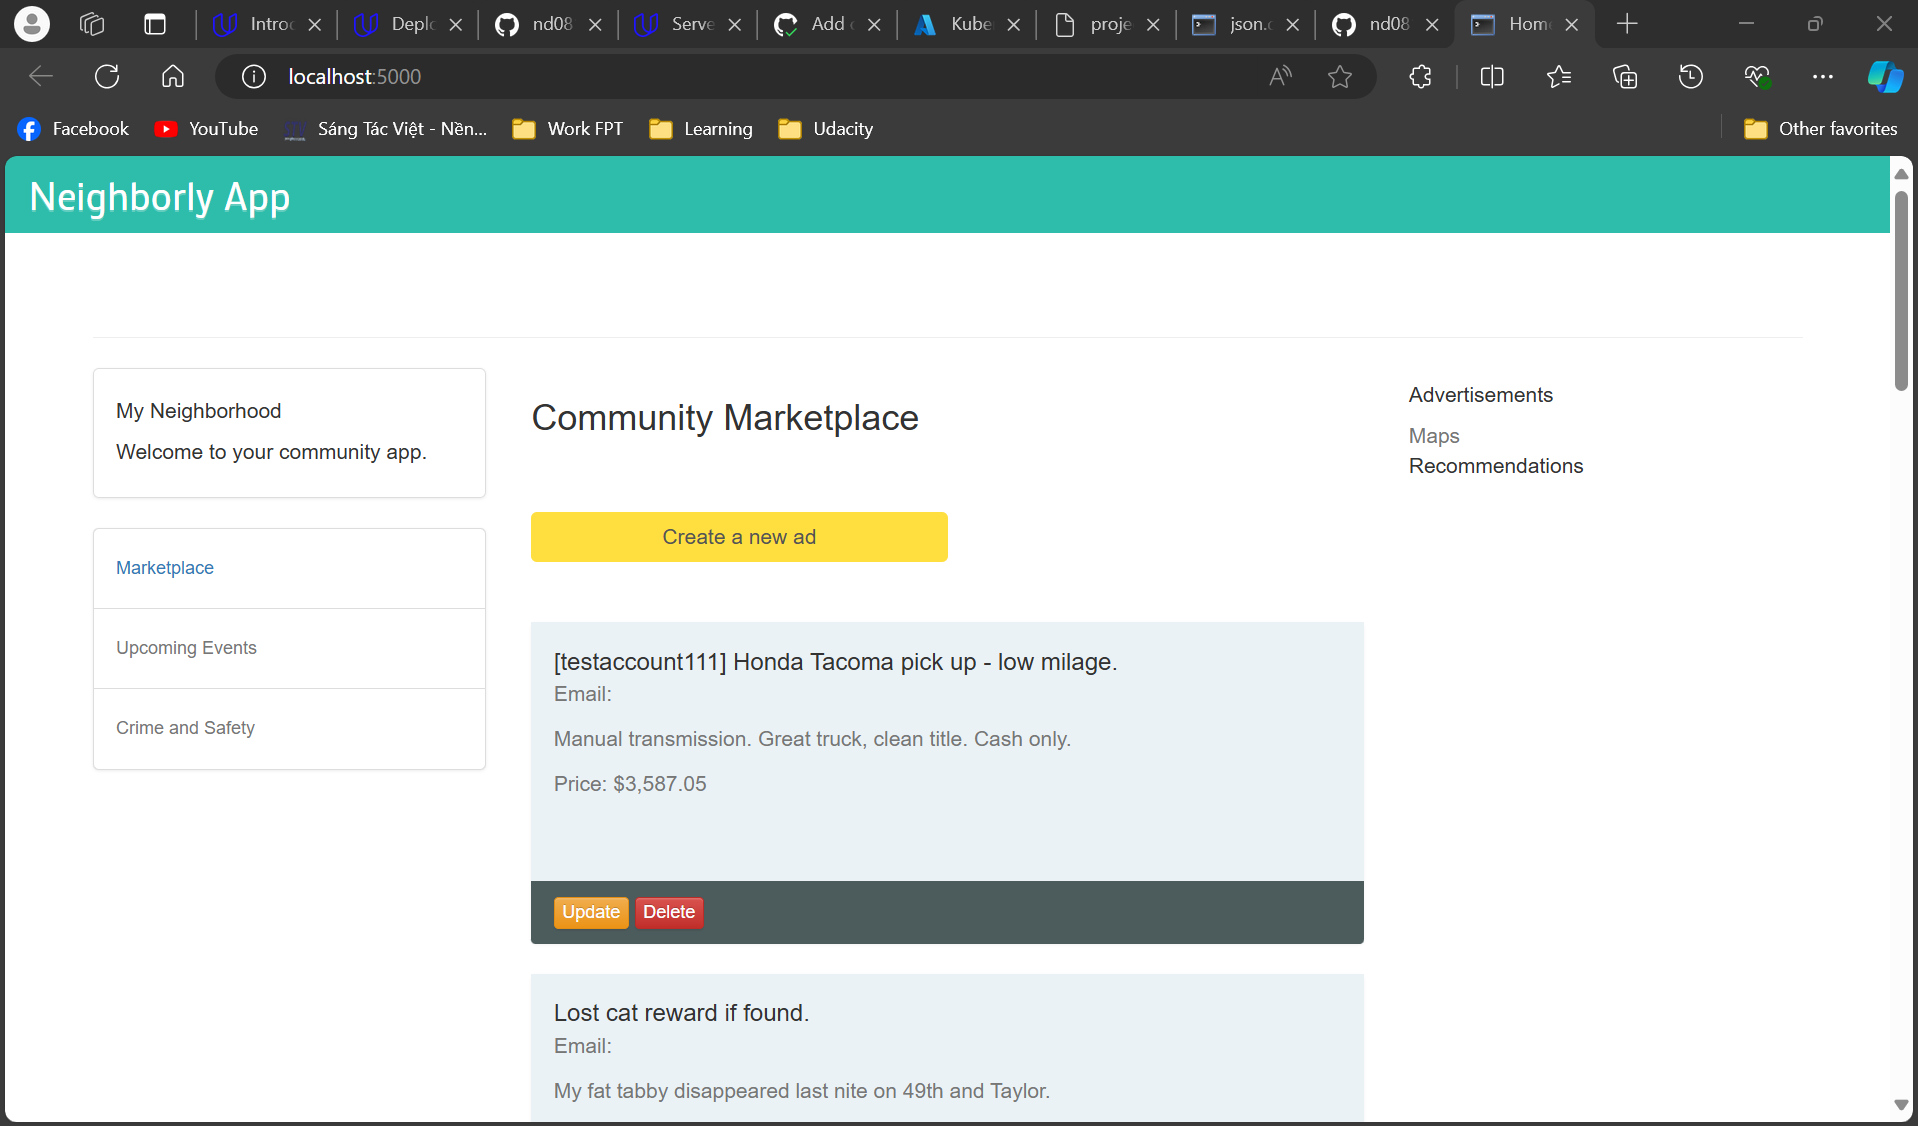 Introd
Deplo
nd08
Serve
Add c
Kube
proje
json.c
nd08
Home
localhost:5000
Facebook
YouTube
Sáng Tác Việt - Nền...
Work FPT
Learning
Udacity
Other favorites
Neighborly App
My Neighborhood
Welcome to your community app.
Marketplace
Upcoming Events
Crime and Safety
Community Marketplace
Create a new ad
[testaccount111] Honda Tacoma pick up - low milage.
Email:
Manual transmission. Great truck, clean title. Cash only.
Price: $3,587.05
Update Delete
Lost cat reward if found.
Email:
My fat tabby disappeared last nite on 49th and Taylor.
Advertisements
Maps
Recommendations